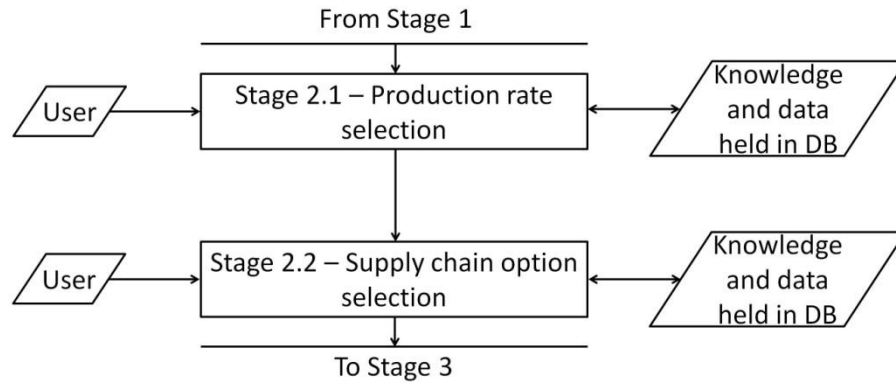 From Stage 1
User
Stage 2.1 – Production rate
selection
Knowledge
and data
held in DB
User
Stage 2.2 – Supply chain option
selection
Knowledge
and data
held in DB
To Stage 3